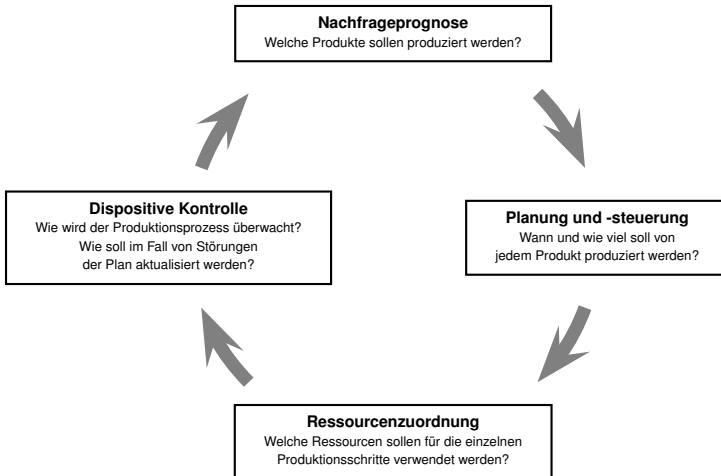 Nachfrageprognose
Welche Produkte sollen produziert werden?
Dispositive Kontrolle
Wie wird der Produktionsprozess überwacht?
Wie soll im Fall von Störungen
der Plan aktualisiert werden?
Planung und -steuerung
Wann und wie viel soll von
jedem Produkt produziert werden?
Ressourcenzuordnung
Welche Ressourcen sollen für die einzelnen
Produktionsschritte verwendet werden?